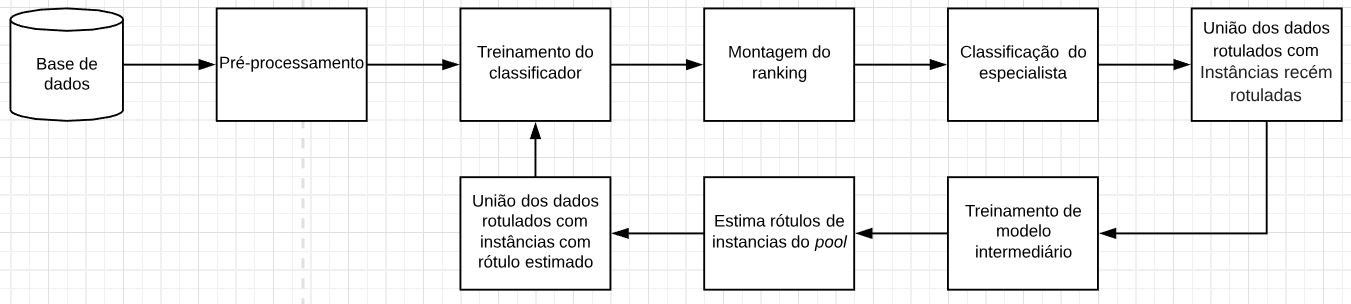 Base de
dados
Pré-processamento
Treinamento do
classificador
Montagem do
ranking
Classificação  do
especialista
União dos dados
rotulados com
Instâncias recém
rotuladas
União dos dados
rotulados com
instâncias com
rótulo estimado
Estima rótulos de
instancias do pool
Treinamento de
modelo
intermediário